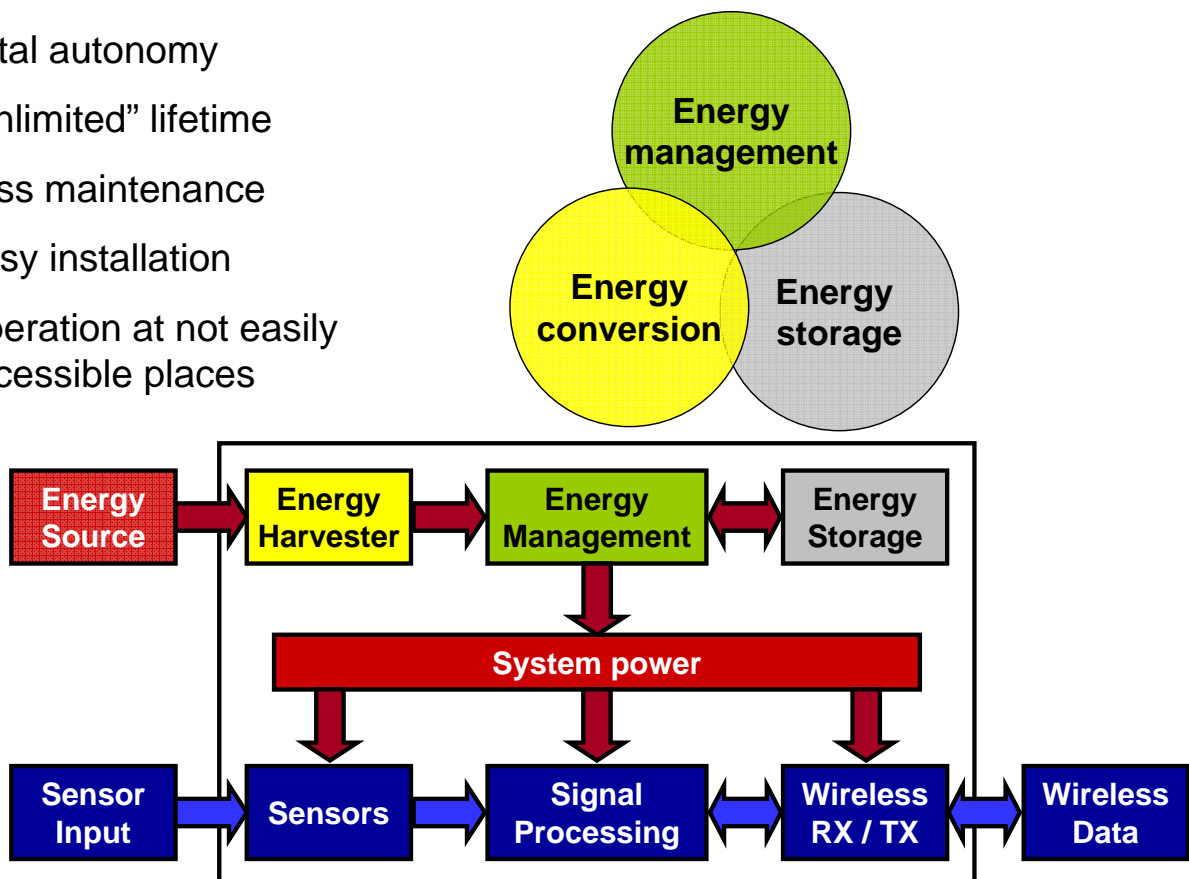 tal autonomy
nlimited” lifetime
ss maintenance
sy installation
eration at not easily
cessible places
Energy
management
Energy
conversion
Energy
storage
Energy
Source
Energy
Harvester
Energy
Management
Energy
Storage
System power
Sensor
Input
Sensors
Signal
Processing
Wireless
RX / TX
Wireless
Data